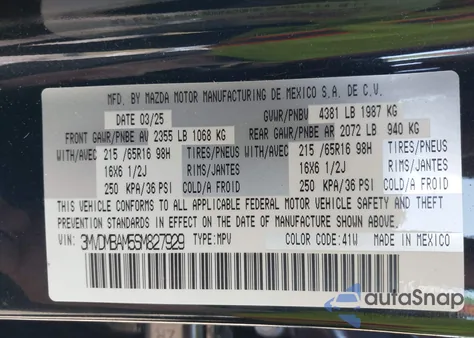 MFD. BY MAZDA MOTOR MANUFACTURING DE MEXICO S.A. DE C.V.
DATE 03/25 GVWR/PNBV 4381 LB 1987 KG
FRONT GAWR/PNBE AV 2355 LB 1068 KG REAR GAWR/PNBE AR 2072 LB 940 KG
WITH/AVEC 215 /65R16 98H TIRES/PNEUS WITH/AVEC 215 /65R16 98H TIRES/PNEUS
16X6 1/2J RIMS/JANTES 16X6 1/2J RIMS/JANTES
250 KPA/36 PSI COLD/A FROID 250 KPA/36 PSI COLD/A FROID
THIS VEHICLE CONFORMS TO ALL APPLICABLE FEDERAL MOTOR VEHICLE SAFETY AND THEFT
PREVENTION STANDARDS IN EFFECT ON THE DATE OF MANUFACTURE SHOWN ABOVE.
VIN: 3MVDMBAM5SM827929 TYPE: MPV COLOR CODE: 41W MADE IN MEXICO
autoSnap